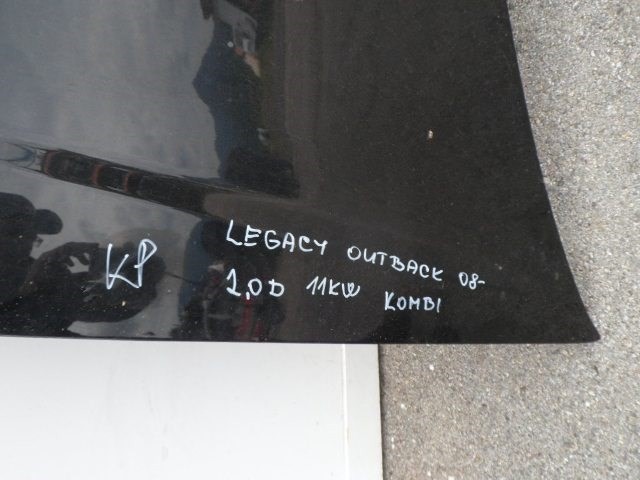 LEGACY OUTBACK 08-
KP 2,0D 11KW KOMBI